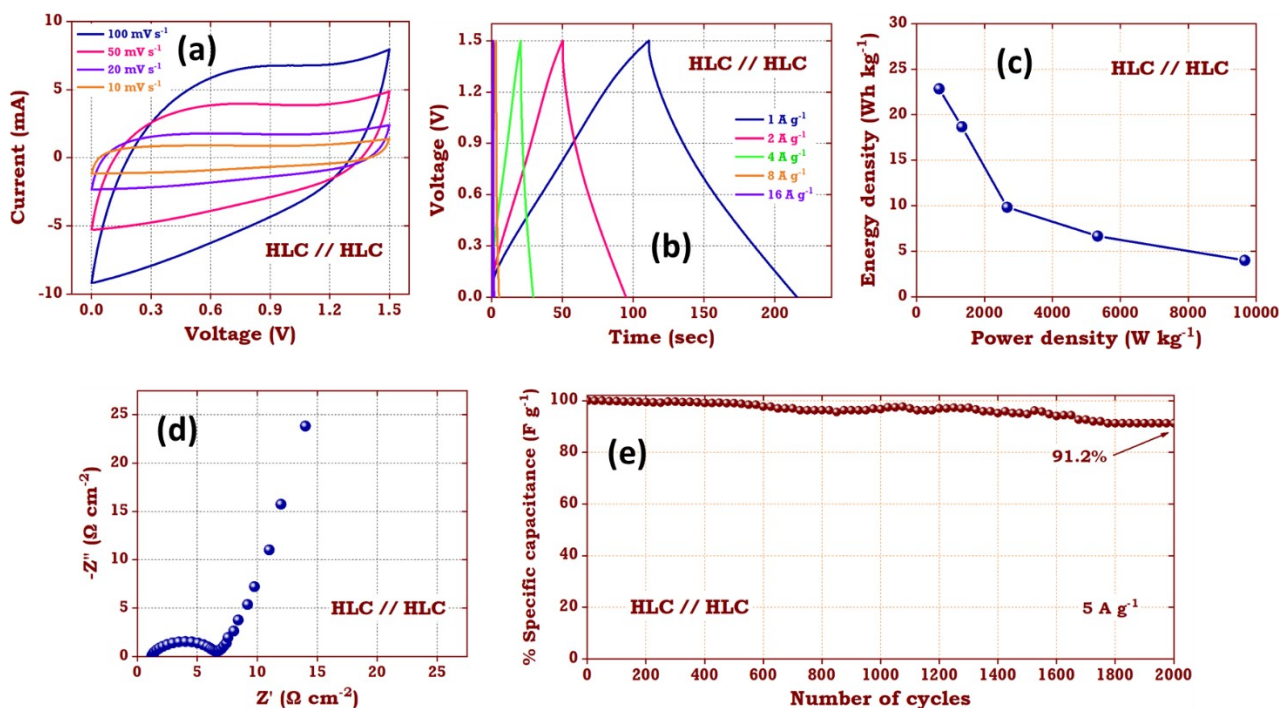 (a)
100 mV s⁻¹
50 mV s⁻¹
20 mV s⁻¹
10 mV s⁻¹
HLC // HLC
Current (mA)
10
5
0
-5
-10
0.0 0.3 0.6 0.9 1.2 1.5
Voltage (V)
(b)
HLC // HLC
1 A g⁻¹
2 A g⁻¹
4 A g⁻¹
8 A g⁻¹
16 A g⁻¹
Voltage (V)
1.5
1.2
0.9
0.6
0.3
0.0
0 50 100 150 200
Time (sec)
(c)
HLC // HLC
Energy density (Wh kg⁻¹)
30
25
20
15
10
5
0
0 2000 4000 6000 8000 10000
Power density (W kg⁻¹)
(d)
HLC // HLC
-Z'' (Ω cm⁻²)
25
20
15
10
5
0
0 5 10 15 20 25
Z' (Ω cm⁻²)
(e)
91.2%
HLC // HLC
5 A g⁻¹
% Specific capacitance (F g⁻¹)
100
80
60
40
20
0
0 200 400 600 800 1000 1200 1400 1600 1800 2000
Number of cycles